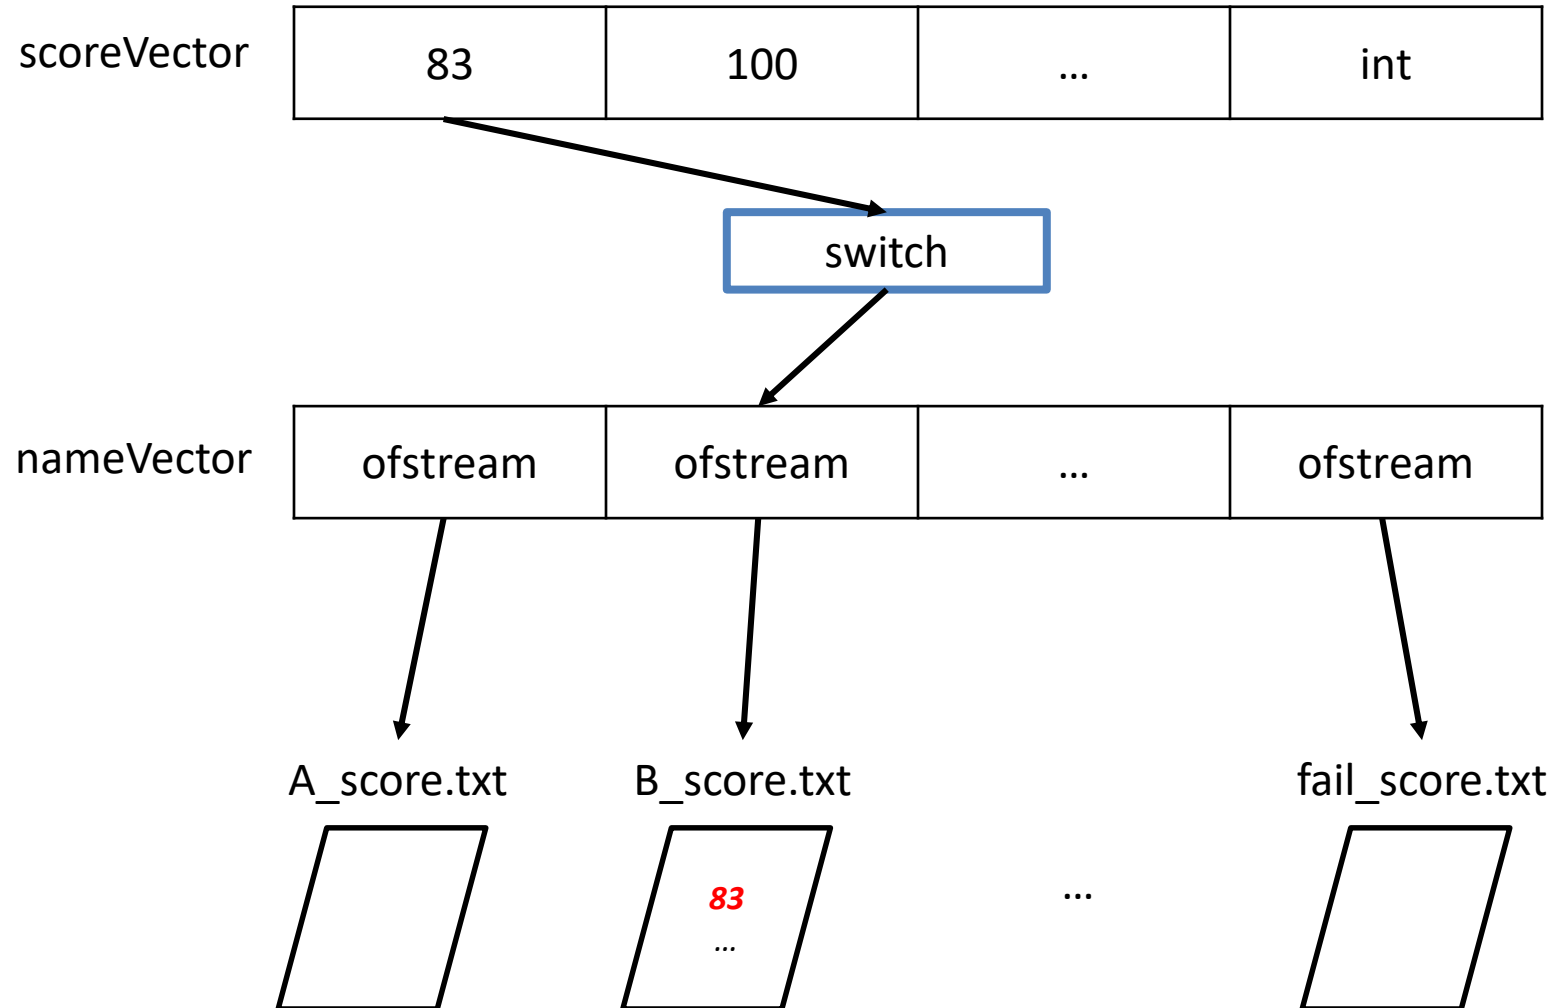 scoreVector 83 100 ... int
switch
nameVector ofstream ofstream ... ofstream
A_score.txt B_score.txt fail_score.txt
83 ...
...